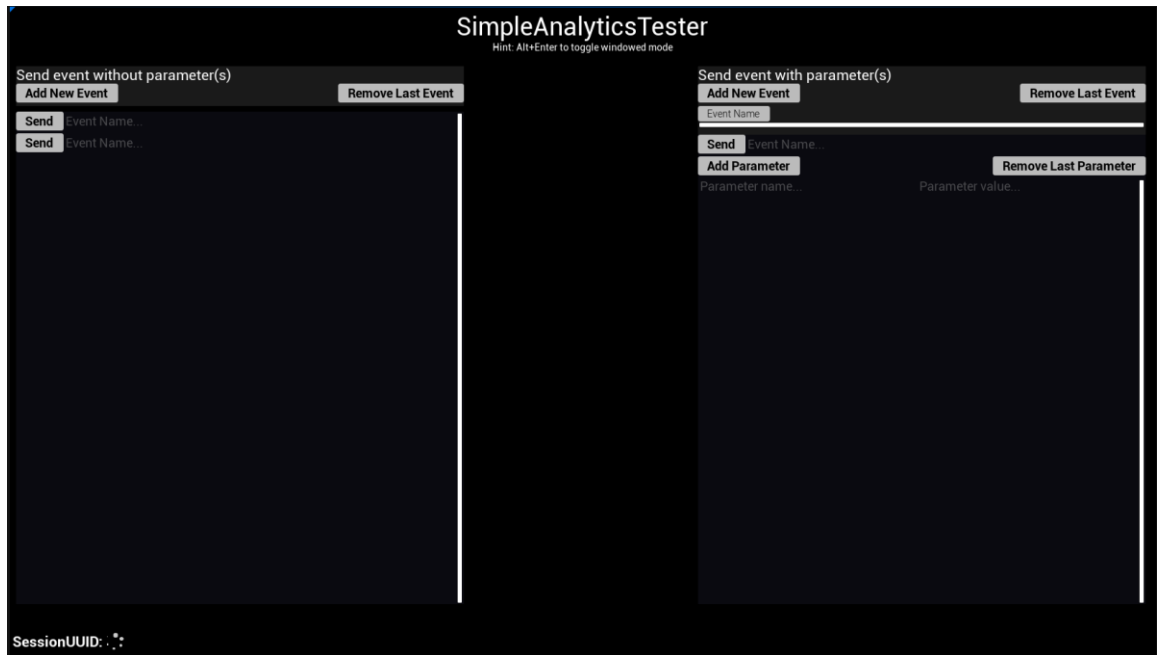 SimpleAnalyticsTester
Hint: Alt+Enter to toggle windowed mode
Send event without parameter(s)
Add New Event
Remove Last Event
Send Event Name...
Send Event Name...
Send event with parameter(s)
Add New Event
Remove Last Event
Event Name
Send Event Name...
Add Parameter
Remove Last Parameter
Parameter name...
Parameter value...
SessionUUID: